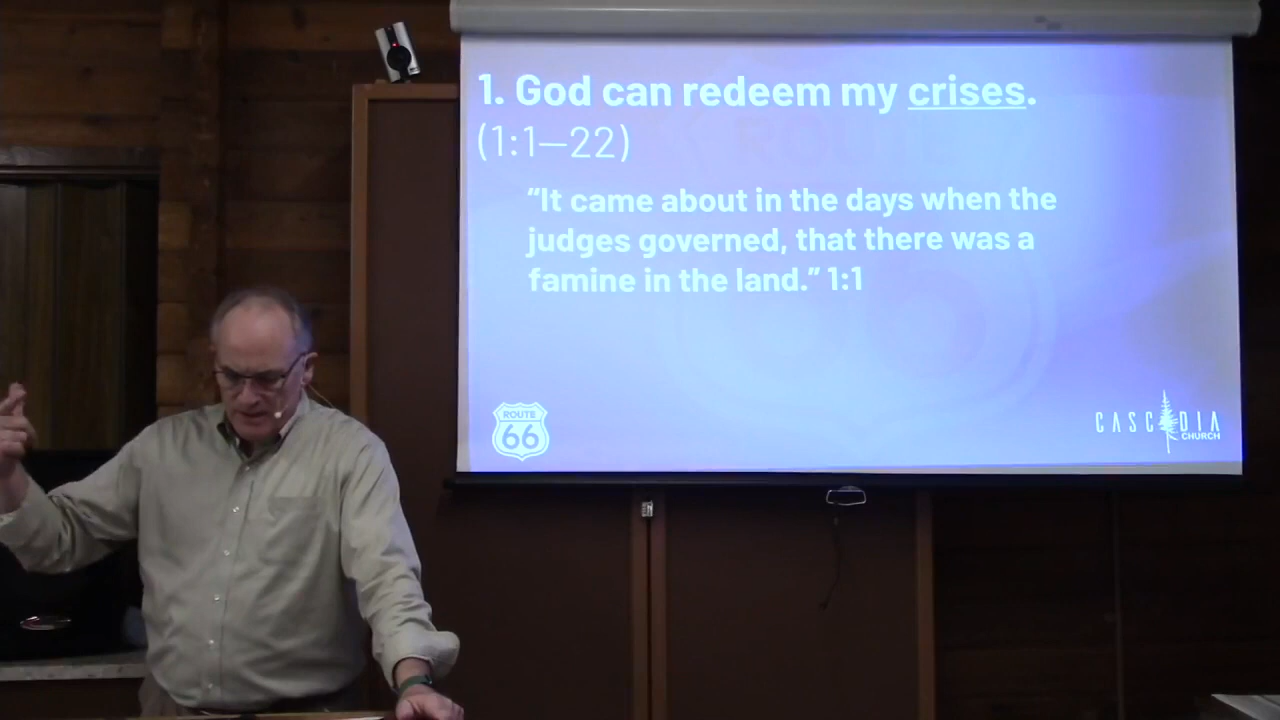 1. God can redeem my crises.
(1:1—22)
“It came about in the days when the
judges governed, that there was a
famine in the land.” 1:1
ROUTE
66
CASCADIA
CHURCH